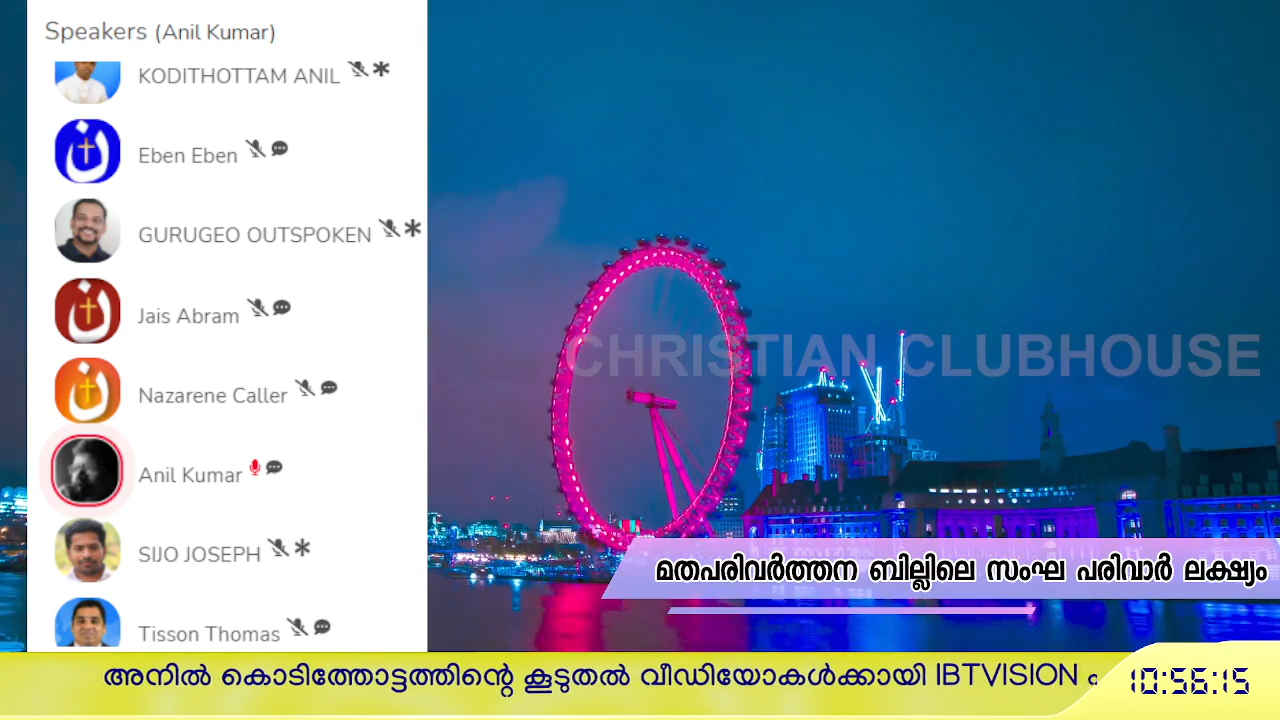 Speakers (Anil Kumar)
KODITHOTTAM ANIL
Eben Eben
GURUGEO OUTSPOKEN
Jais Abram
Nazarene Caller
Anil Kumar
SIJO JOSEPH
Tisson Thomas
CHRISTIAN CLUBHOUSE
മതപരിവർത്തന ബില്ലിലെ സംഘ പരിവാർ ലക്ഷ്യം
അനിൽ കൊടിത്തോട്ടത്തിന്റെ കൂടുതൽ വീഡിയോകൾക്കായി IBTVISION
10:56:15